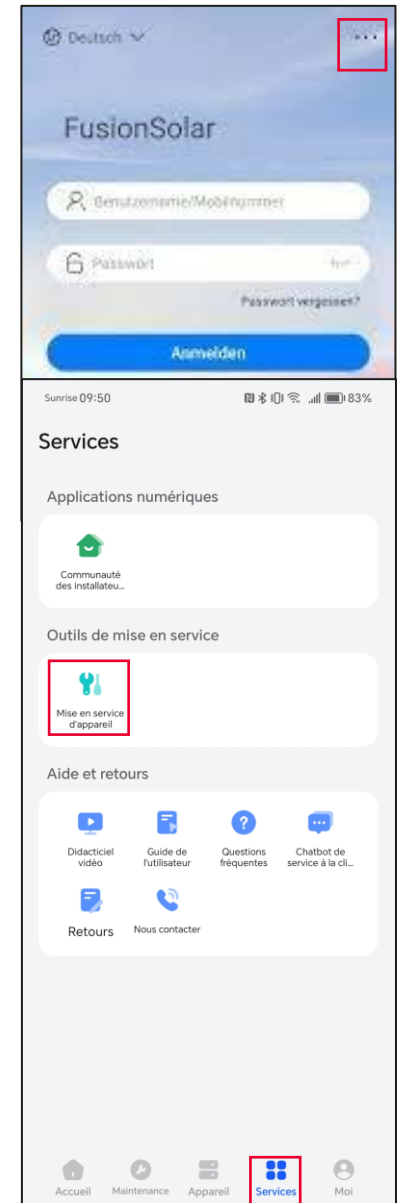 Deutsch
...
FusionSolar
Benutzername/Mobilnummer
Passwort
Passwort vergessen?
Anmelden
Sunrise 09:50 83%
Services
Applications numériques
Communauté
des installateu...
Outils de mise en service
Mise en service
d'appareil
Aide et retours
Didacticiel
vidéo
Guide de
l'utilisateur
Questions
fréquentes
Chatbot de
service à la cli...
Retours
Nous contacter
Accueil Maintenance Appareil Services Moi